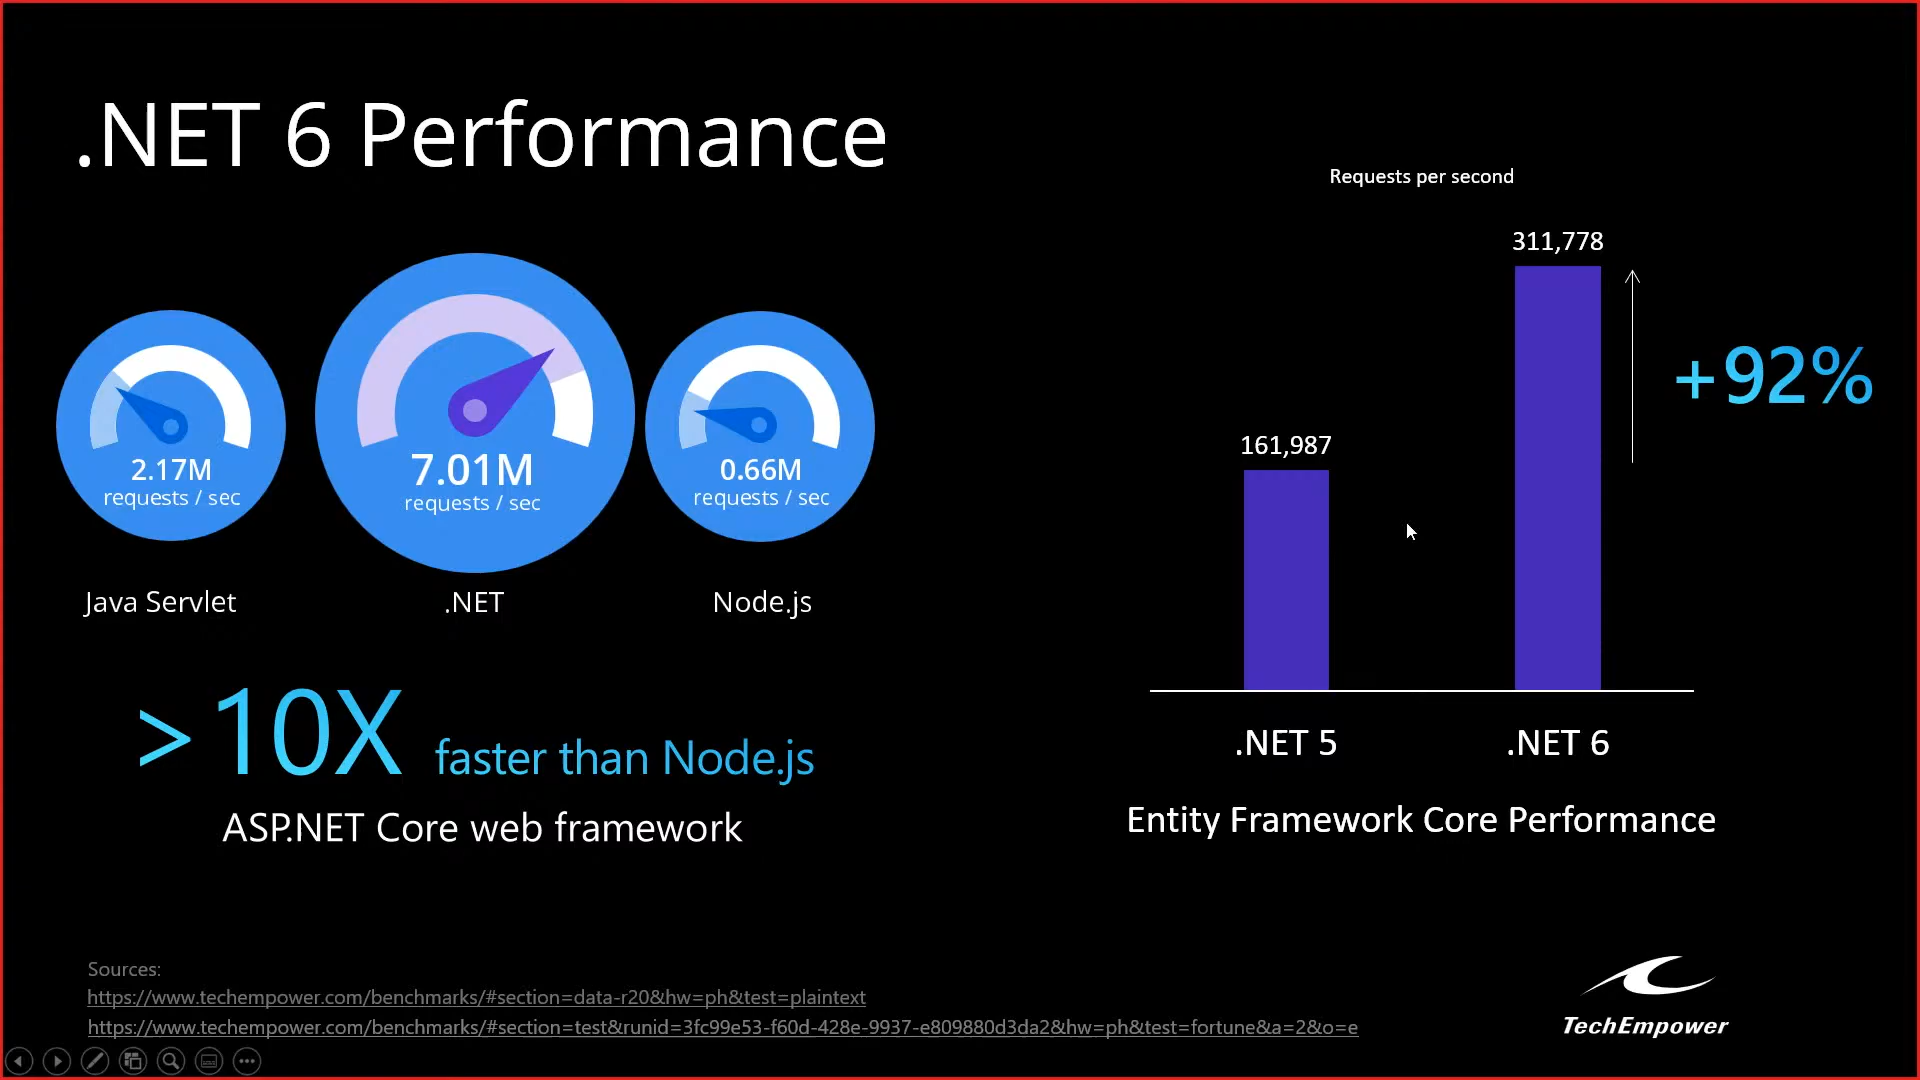 .NET 6 Performance
2.17M
requests / sec
Java Servlet
7.01M
requests / sec
.NET
0.66M
requests / sec
Node.js
>10X faster than Node.js
ASP.NET Core web framework
Requests per second
161,987
311,778
+92%
.NET 5
.NET 6
Entity Framework Core Performance
Sources:
https://www.techempower.com/benchmarks/#section=data-r20&hw=ph&test=plaintext
https://www.techempower.com/benchmarks/#section=test&runid=3fc99e53-f60d-428e-9937-e809880d3da2&hw=ph&test=fortune&a=2&o=e
TechEmpower